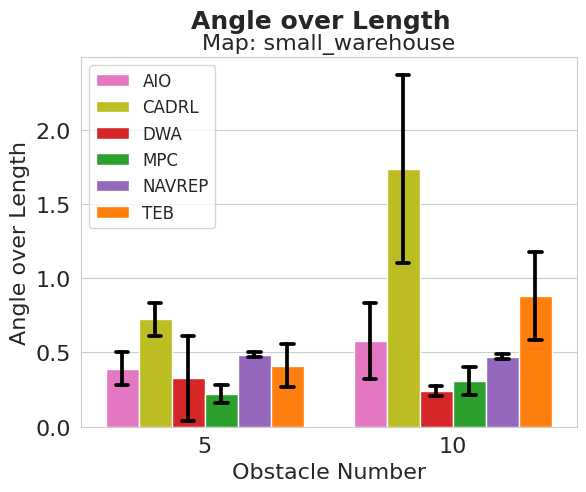 Angle over Length
Map: small_warehouse
AIO
CADRL
DWA
MPC
NAVREP
TEB
Angle over Length
2.0
1.5
1.0
0.5
0.0
5
10
Obstacle Number